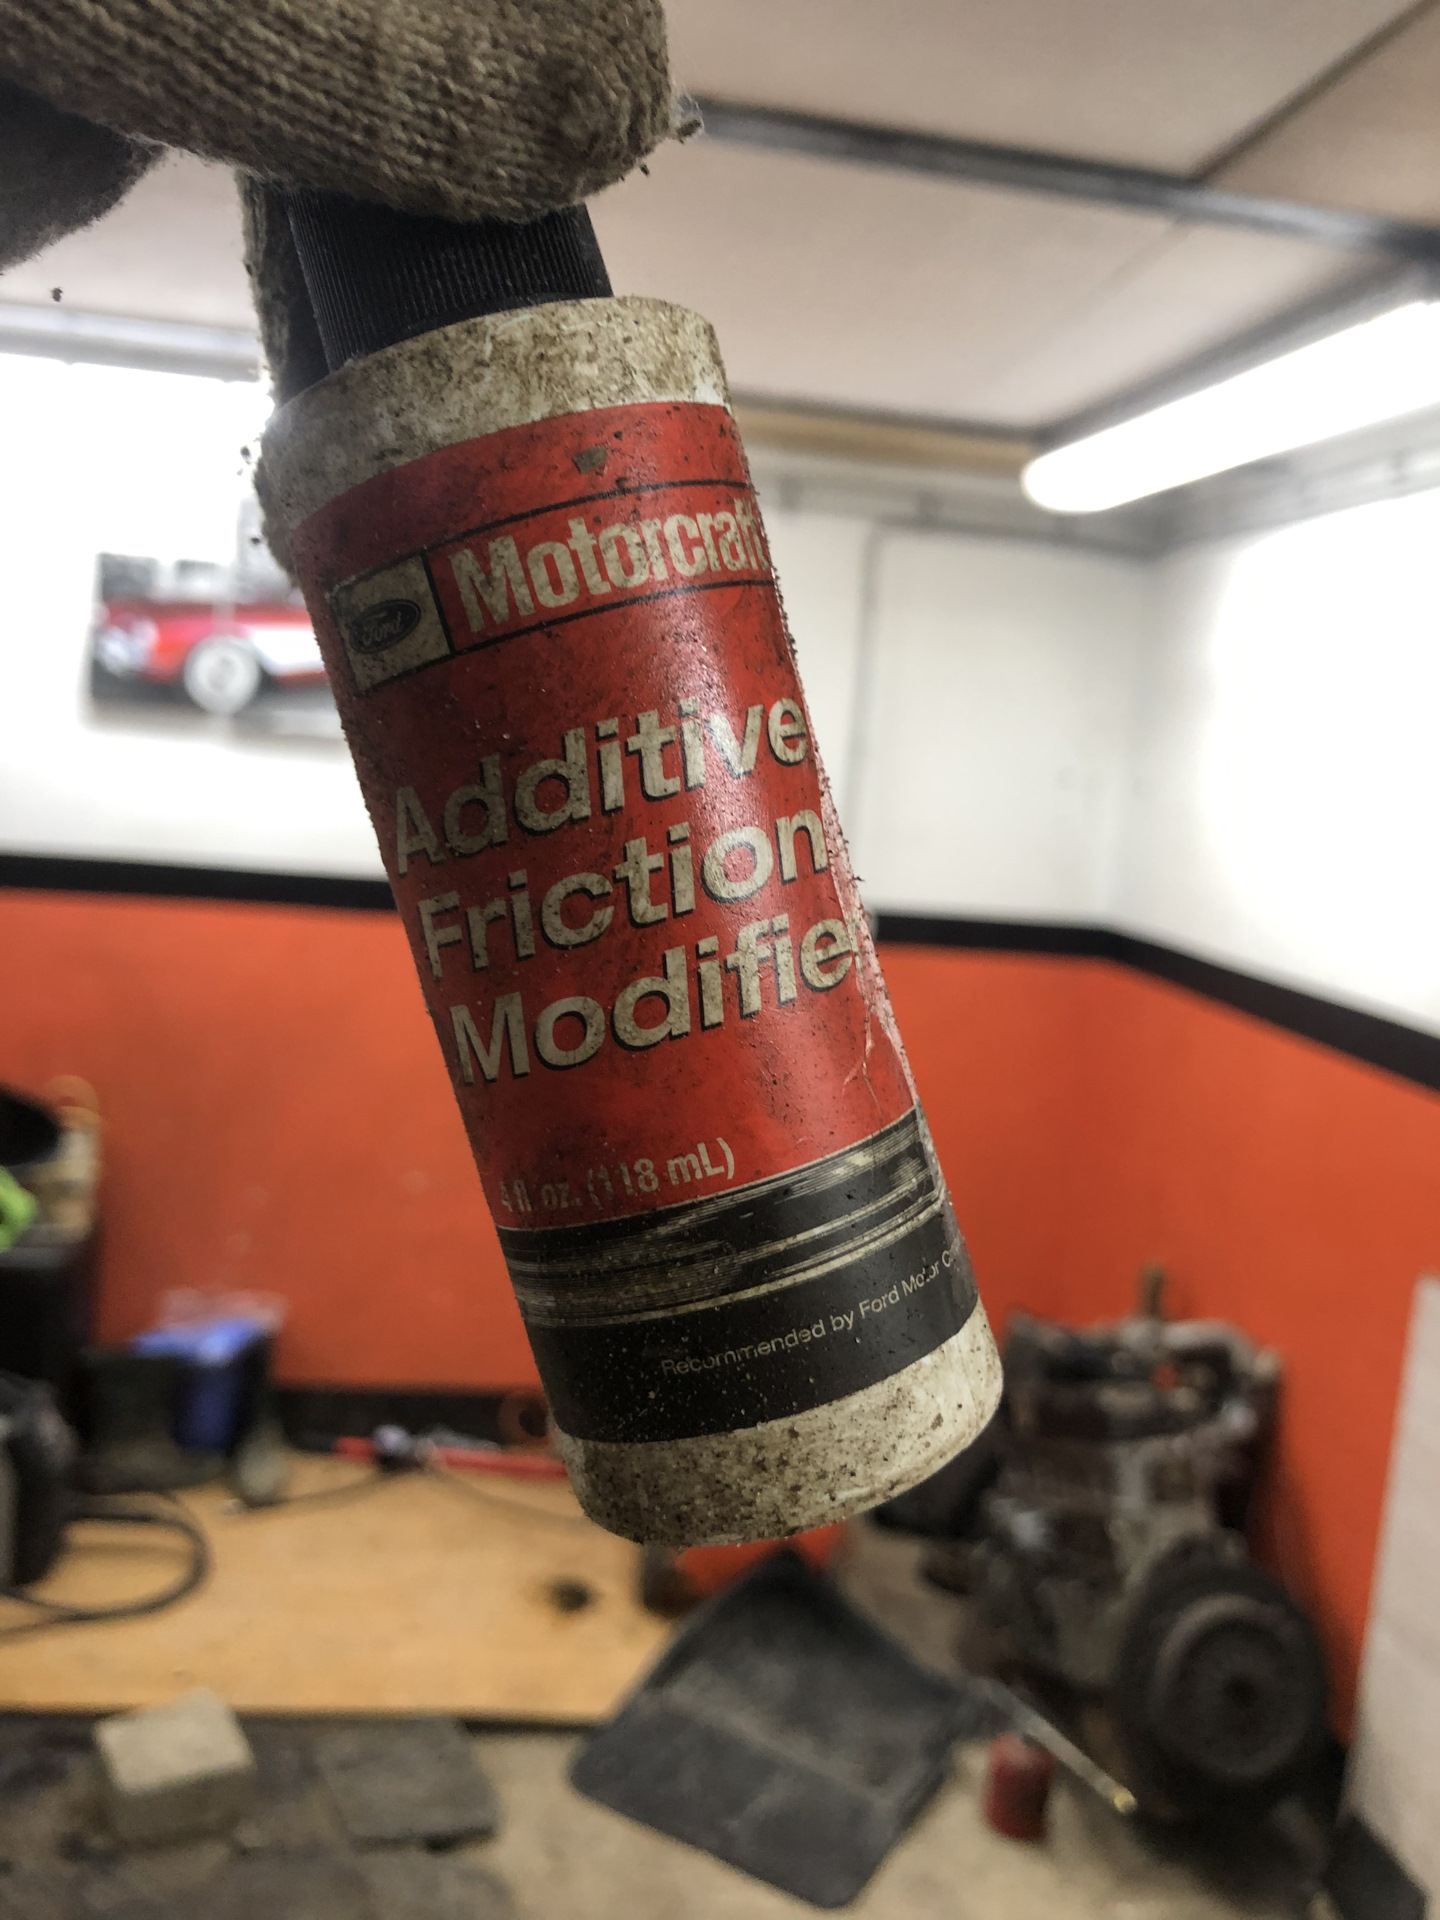 Ford
Motorcraft
Additive
Friction
Modifie
4 fl oz. (118 mL)
Recommended by Ford Motor C